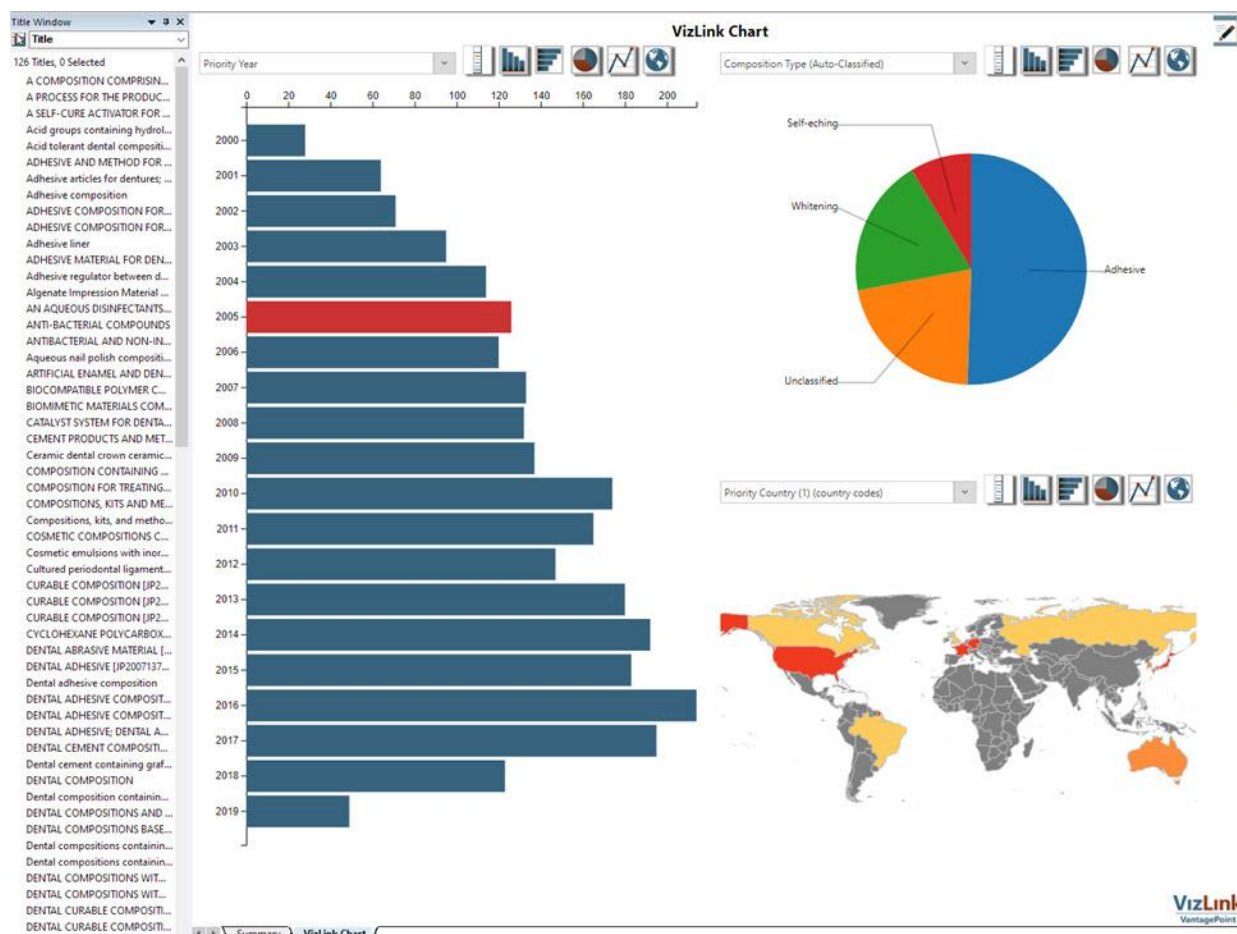 Title Window
Title
126 Titles, 0 Selected
A COMPOSITION COMPRISIN...
A PROCESS FOR THE PRODUC...
A SELF-CURE ACTIVATOR FOR ...
Acid groups containing hydrol...
Acid tolerant dental compositi...
ADHESIVE AND METHOD FOR ...
Adhesive articles for dentures; ...
Adhesive composition
ADHESIVE COMPOSITION FOR...
ADHESIVE COMPOSITION FOR...
Adhesive liner
ADHESIVE MATERIAL FOR DEN...
Adhesive regulator between d...
Algenate Impression Material ...
AN AQUEOUS DISINFECTANTS...
ANTI-BACTERIAL COMPOUNDS
ANTIBACTERIAL AND NON-IN...
Aqueous nail polish compositi...
ARTIFICIAL ENAMEL AND DEN...
BIOCOMPATIBLE POLYMER C...
BIOMIMETIC MATERIALS COM...
CATALYST SYSTEM FOR DENTA...
CEMENT PRODUCTS AND MET...
Ceramic dental crown ceramic...
COMPOSITION CONTAINING ...
COMPOSITION FOR TREATING...
COMPOSITIONS, KITS AND ME...
Compositions, kits, and metho...
COSMETIC COMPOSITIONS C...
Cosmetic emulsions with inor...
Cultured periodontal ligament...
CURABLE COMPOSITION [JP2...
CURABLE COMPOSITION [JP2...
CURABLE COMPOSITION [JP2...
CYCLOHEXANE POLYCARBOX...
DENTAL ABRASIVE MATERIAL [...
DENTAL ADHESIVE [JP2007137...
Dental adhesive composition
DENTAL ADHESIVE COMPOSIT...
DENTAL ADHESIVE COMPOSIT...
DENTAL ADHESIVE; DENTAL A...
DENTAL CEMENT COMPOSITI...
Dental cement containing graf...
DENTAL COMPOSITION
Dental composition containin...
DENTAL COMPOSITIONS AND ...
DENTAL COMPOSITIONS BASE...
Dental compositions containin...
Dental compositions containin...
DENTAL COMPOSITIONS WIT...
DENTAL COMPOSITIONS WIT...
DENTAL CURABLE COMPOSITI...
DENTAL CURABLE COMPOSITI...
VizLink Chart
Priority Year
0 20 40 60 80 100 120 140 160 180 200
2000
2001
2002
2003
2004
2005
2006
2007
2008
2009
2010
2011
2012
2013
2014
2015
2016
2017
2018
2019
Composition Type (Auto-Classified)
Self-eching
Whitening
Adhesive
Unclassified
Priority Country (1) (country codes)
VIZLINK
VantagePoint
Summary
VizLink Chart